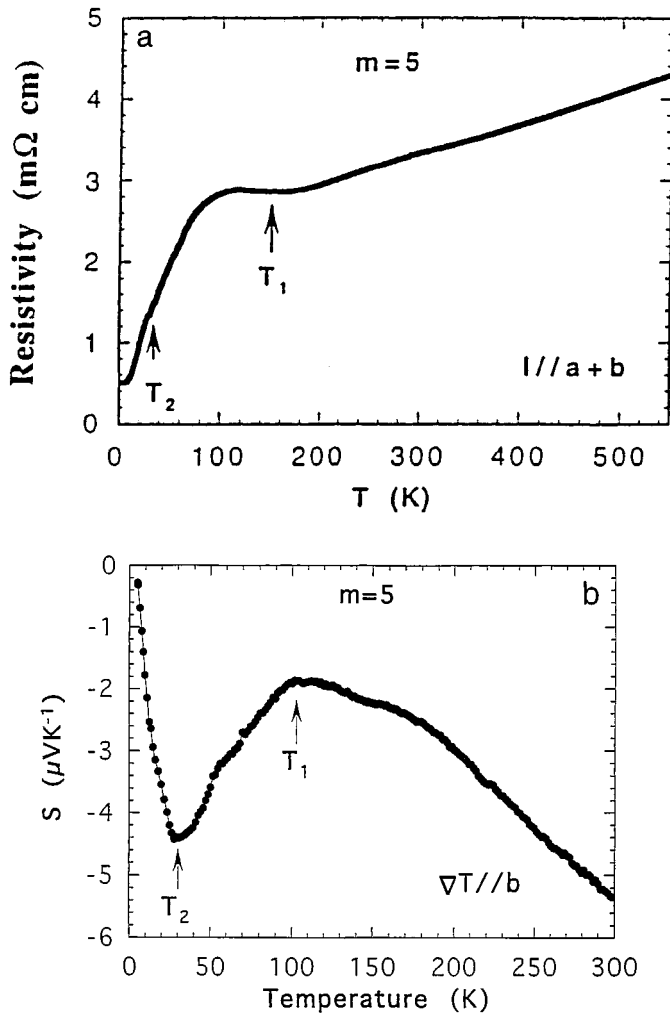 a
m=5
5
4
3
2
1
0
Resistivity (mΩ cm)
T₁
T₂
I//a+b
0 100 200 300 400 500
T (K)
b
m=5
0
-1
-2
-3
-4
-5
-6
S (μVK⁻¹)
T₁
T₂
∇T//b
0 50 100 150 200 250 300
Temperature (K)